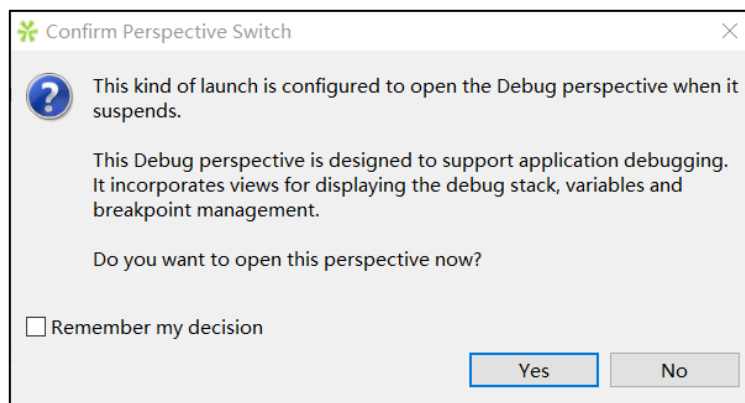 Confirm Perspective Switch
This kind of launch is configured to open the Debug perspective when it
suspends.
This Debug perspective is designed to support application debugging.
It incorporates views for displaying the debug stack, variables and
breakpoint management.
Do you want to open this perspective now?
Remember my decision
Yes
No